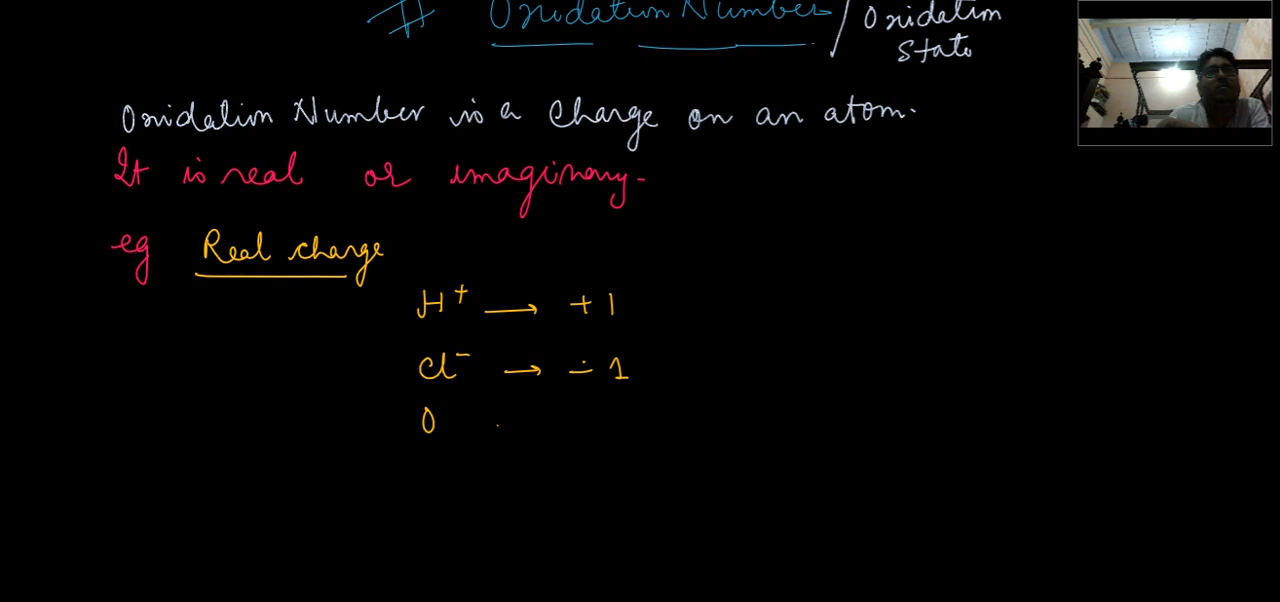 # Oxidation Number / Oxidation
State
Oxidation Number is a charge on an atom.
It is real or imaginary.
eg Real charge
H⁺ → +1
Cl⁻ → -1
O